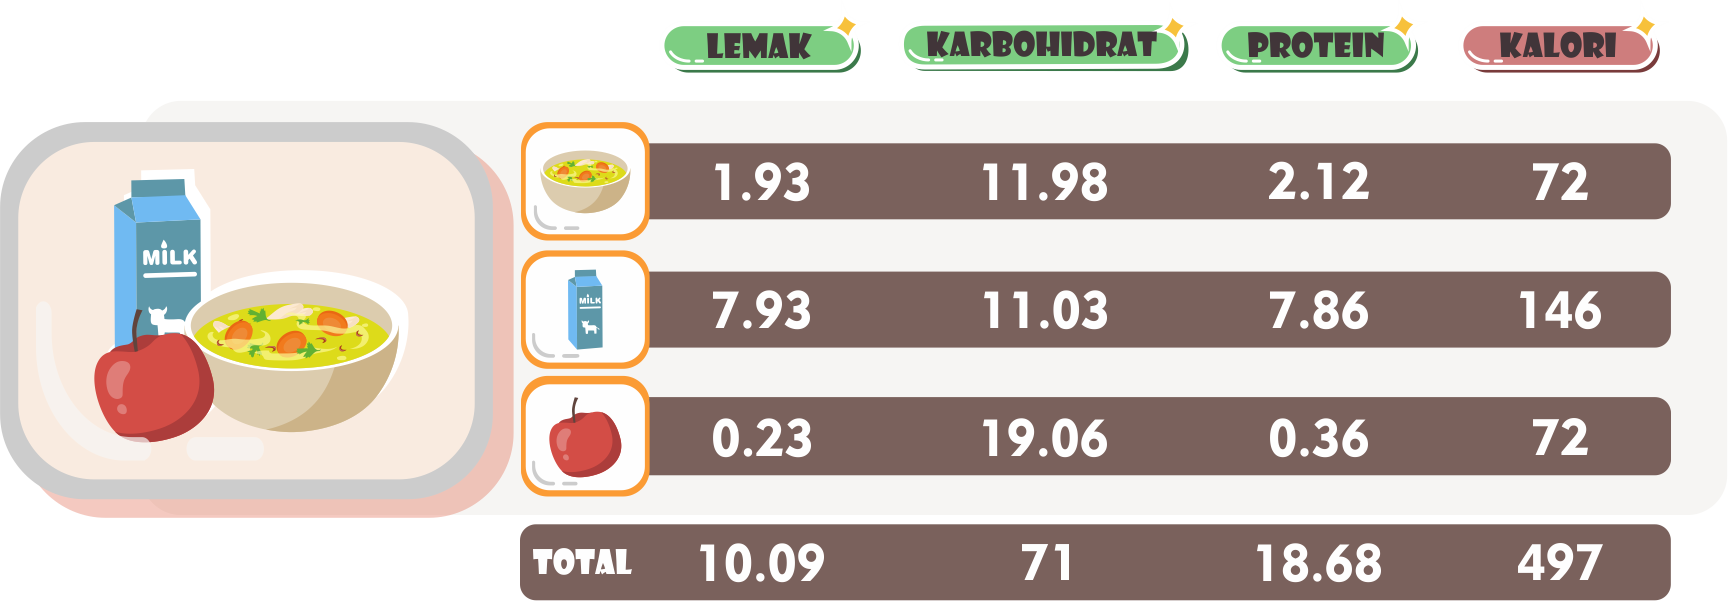 LEMAK KARBOHIDRAT PROTEIN KALORI
1.93 11.98 2.12 72
MiLK
7.93 11.03 7.86 146
MiLK
0.23 19.06 0.36 72
TOTAL 10.09 71 18.68 497